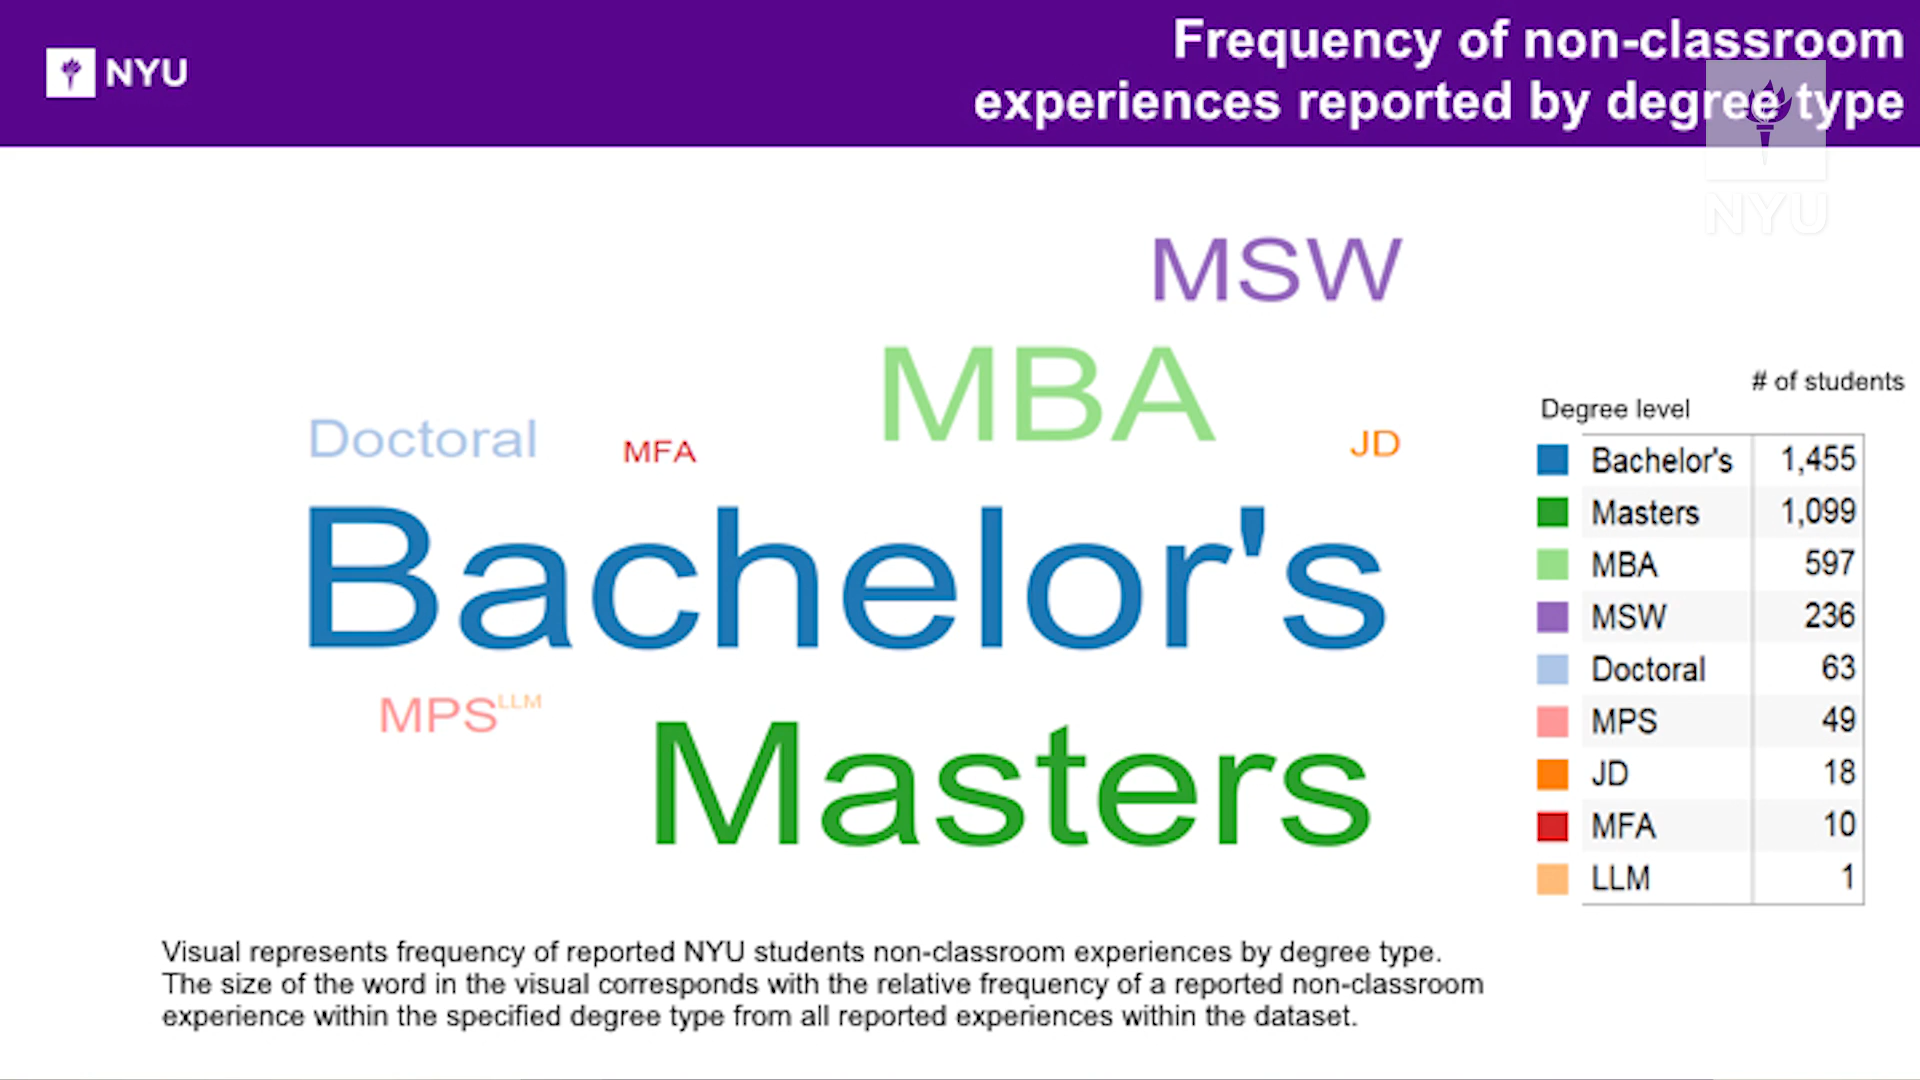 NYU
Frequency of non-classroom
experiences reported by degree type
NYU
MSW
MBA
Doctoral
MFA
JD
Bachelor's
MPS
LLM
Masters
# of students
Degree level
Bachelor's 1,455
Masters 1,099
MBA 597
MSW 236
Doctoral 63
MPS 49
JD 18
MFA 10
LLM 1
Visual represents frequency of reported NYU students non-classroom experiences by degree type.
The size of the word in the visual corresponds with the relative frequency of a reported non-classroom
experience within the specified degree type from all reported experiences within the dataset.